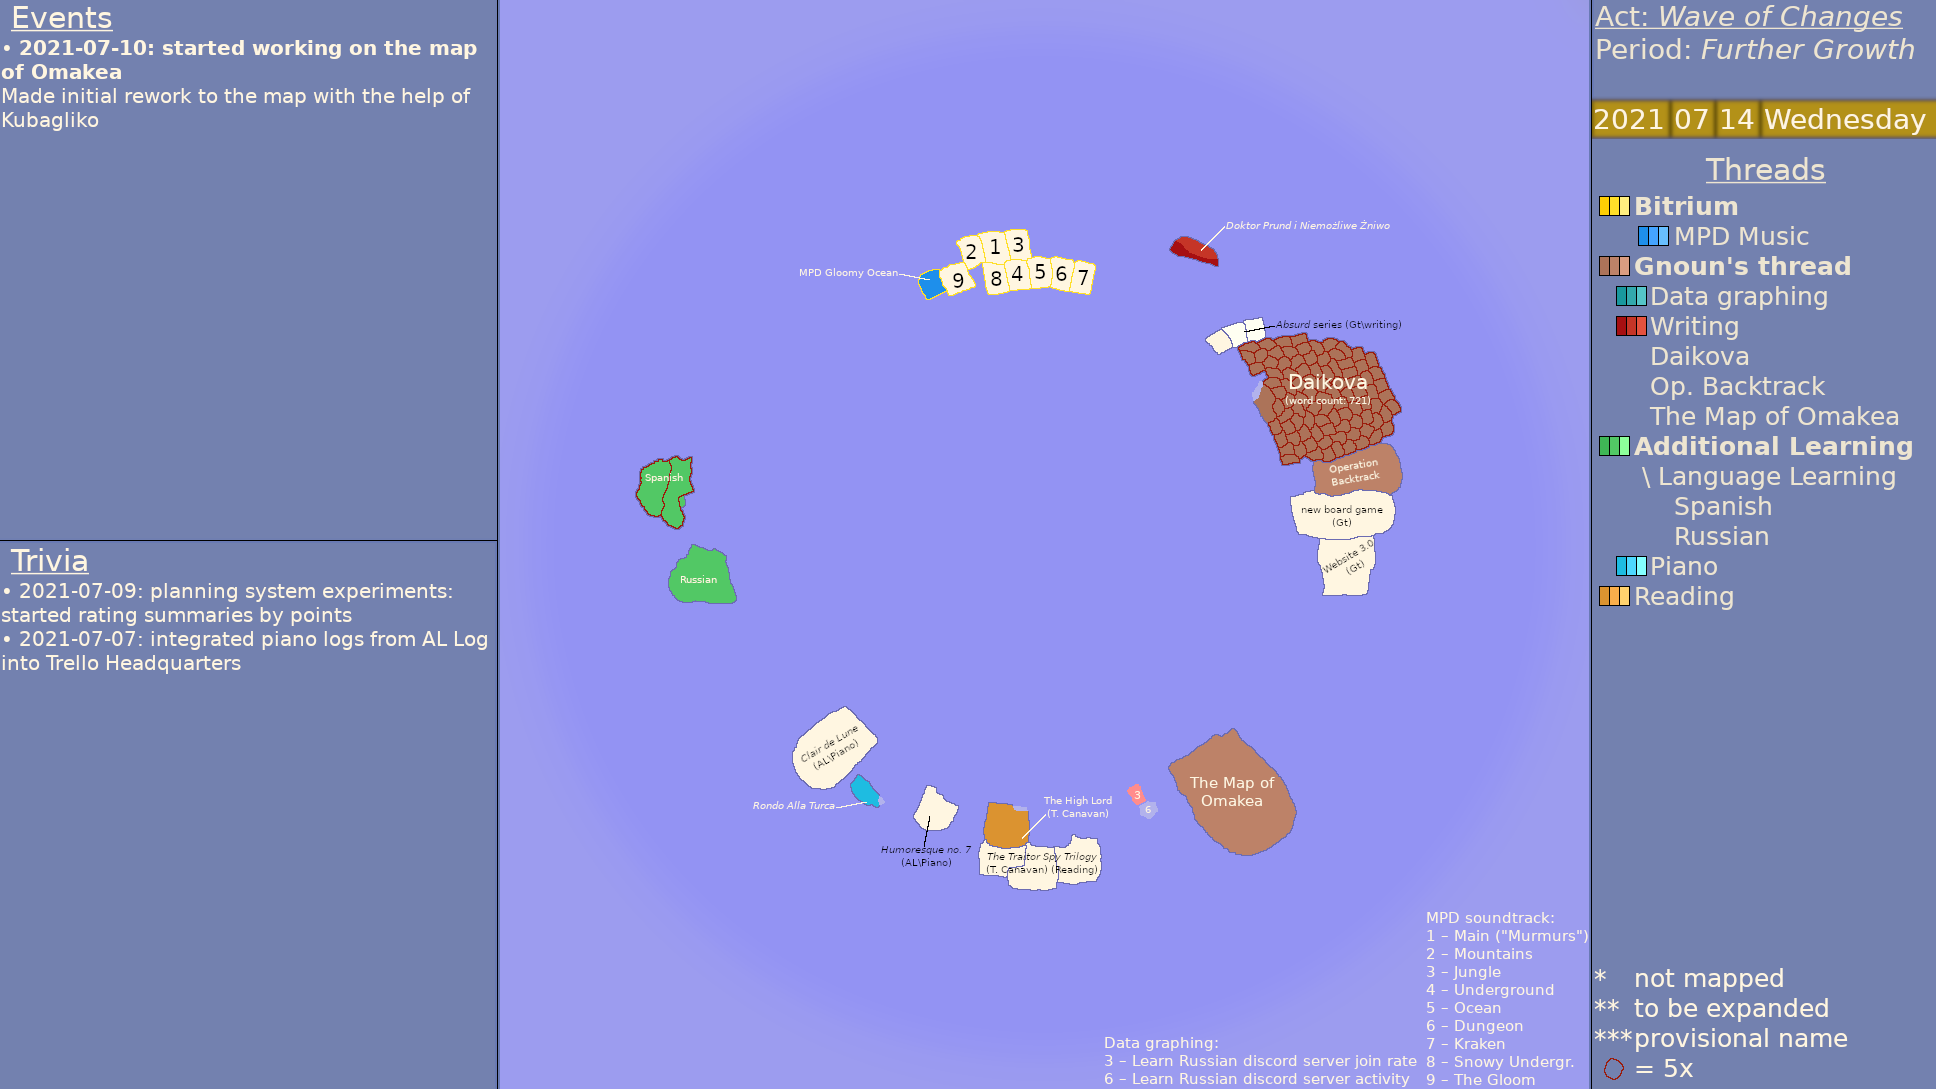 Events
• 2021-07-10: started working on the map
of Omakea
Made initial rework to the map with the help of
Kubagliko
Trivia
• 2021-07-09: planning system experiments:
started rating summaries by points
• 2021-07-07: integrated piano logs from AL Log
into Trello Headquarters
Doktor Prund i Niemożliwe Żniwo
2 1 3
MPD Gloomy Ocean
9 8 4 5 6 7
Absurd series (Gt\writing)
Daikova
(word count: 721)
Operation
Backtrack
new board game
(Gt)
Website 3.0
(Gt)
Spanish
Russian
Clair de Lune
(AL\Piano)
Rondo Alla Turca
Humoresque no. 7
(AL\Piano)
The High Lord
(T. Canavan)
The Traitor Spy Trilogy
(T. Canavan) (Reading)
3
6
The Map of
Omakea
Data graphing:
3 – Learn Russian discord server join rate
6 – Learn Russian discord server activity
MPD soundtrack:
1 – Main ("Murmurs")
2 – Mountains
3 – Jungle
4 – Underground
5 – Ocean
6 – Dungeon
7 – Kraken
8 – Snowy Undergr.
9 – The Gloom
Act: Wave of Changes
Period: Further Growth
2021 07 14 Wednesday
Threads
Bitrium
MPD Music
Gnoun's thread
Data graphing
Writing
Daikova
Op. Backtrack
The Map of Omakea
Additional Learning
\ Language Learning
Spanish
Russian
Piano
Reading
* not mapped
** to be expanded
*** provisional name
= 5x